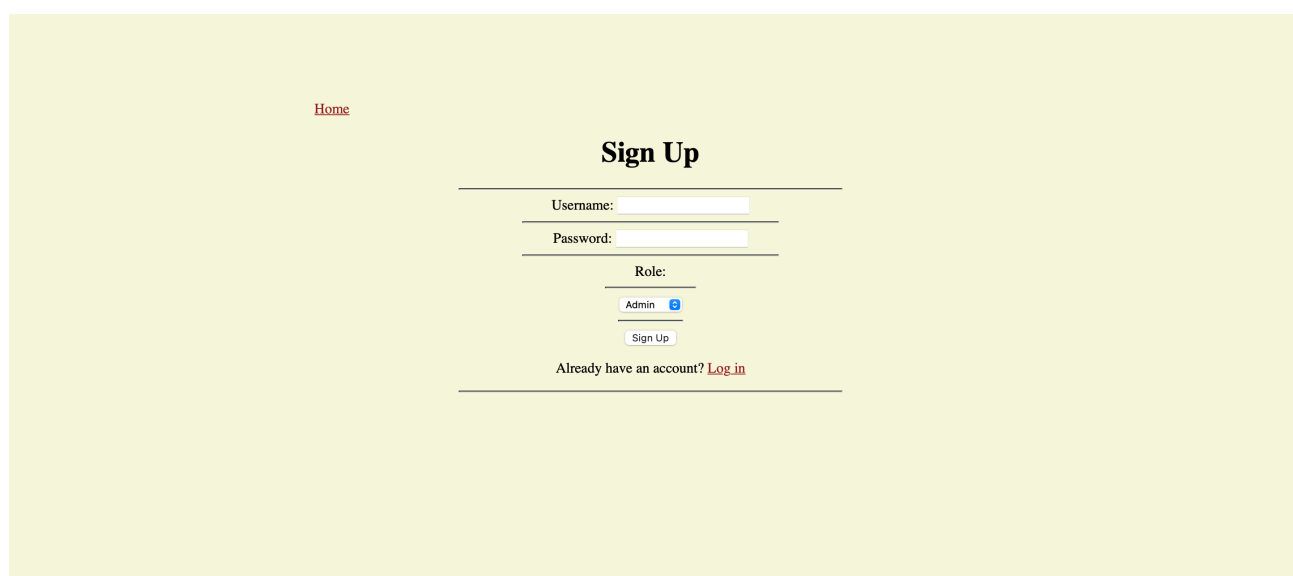 Home
Sign Up
Username:
Password:
Role:
Admin
Sign Up
Already have an account? Log in